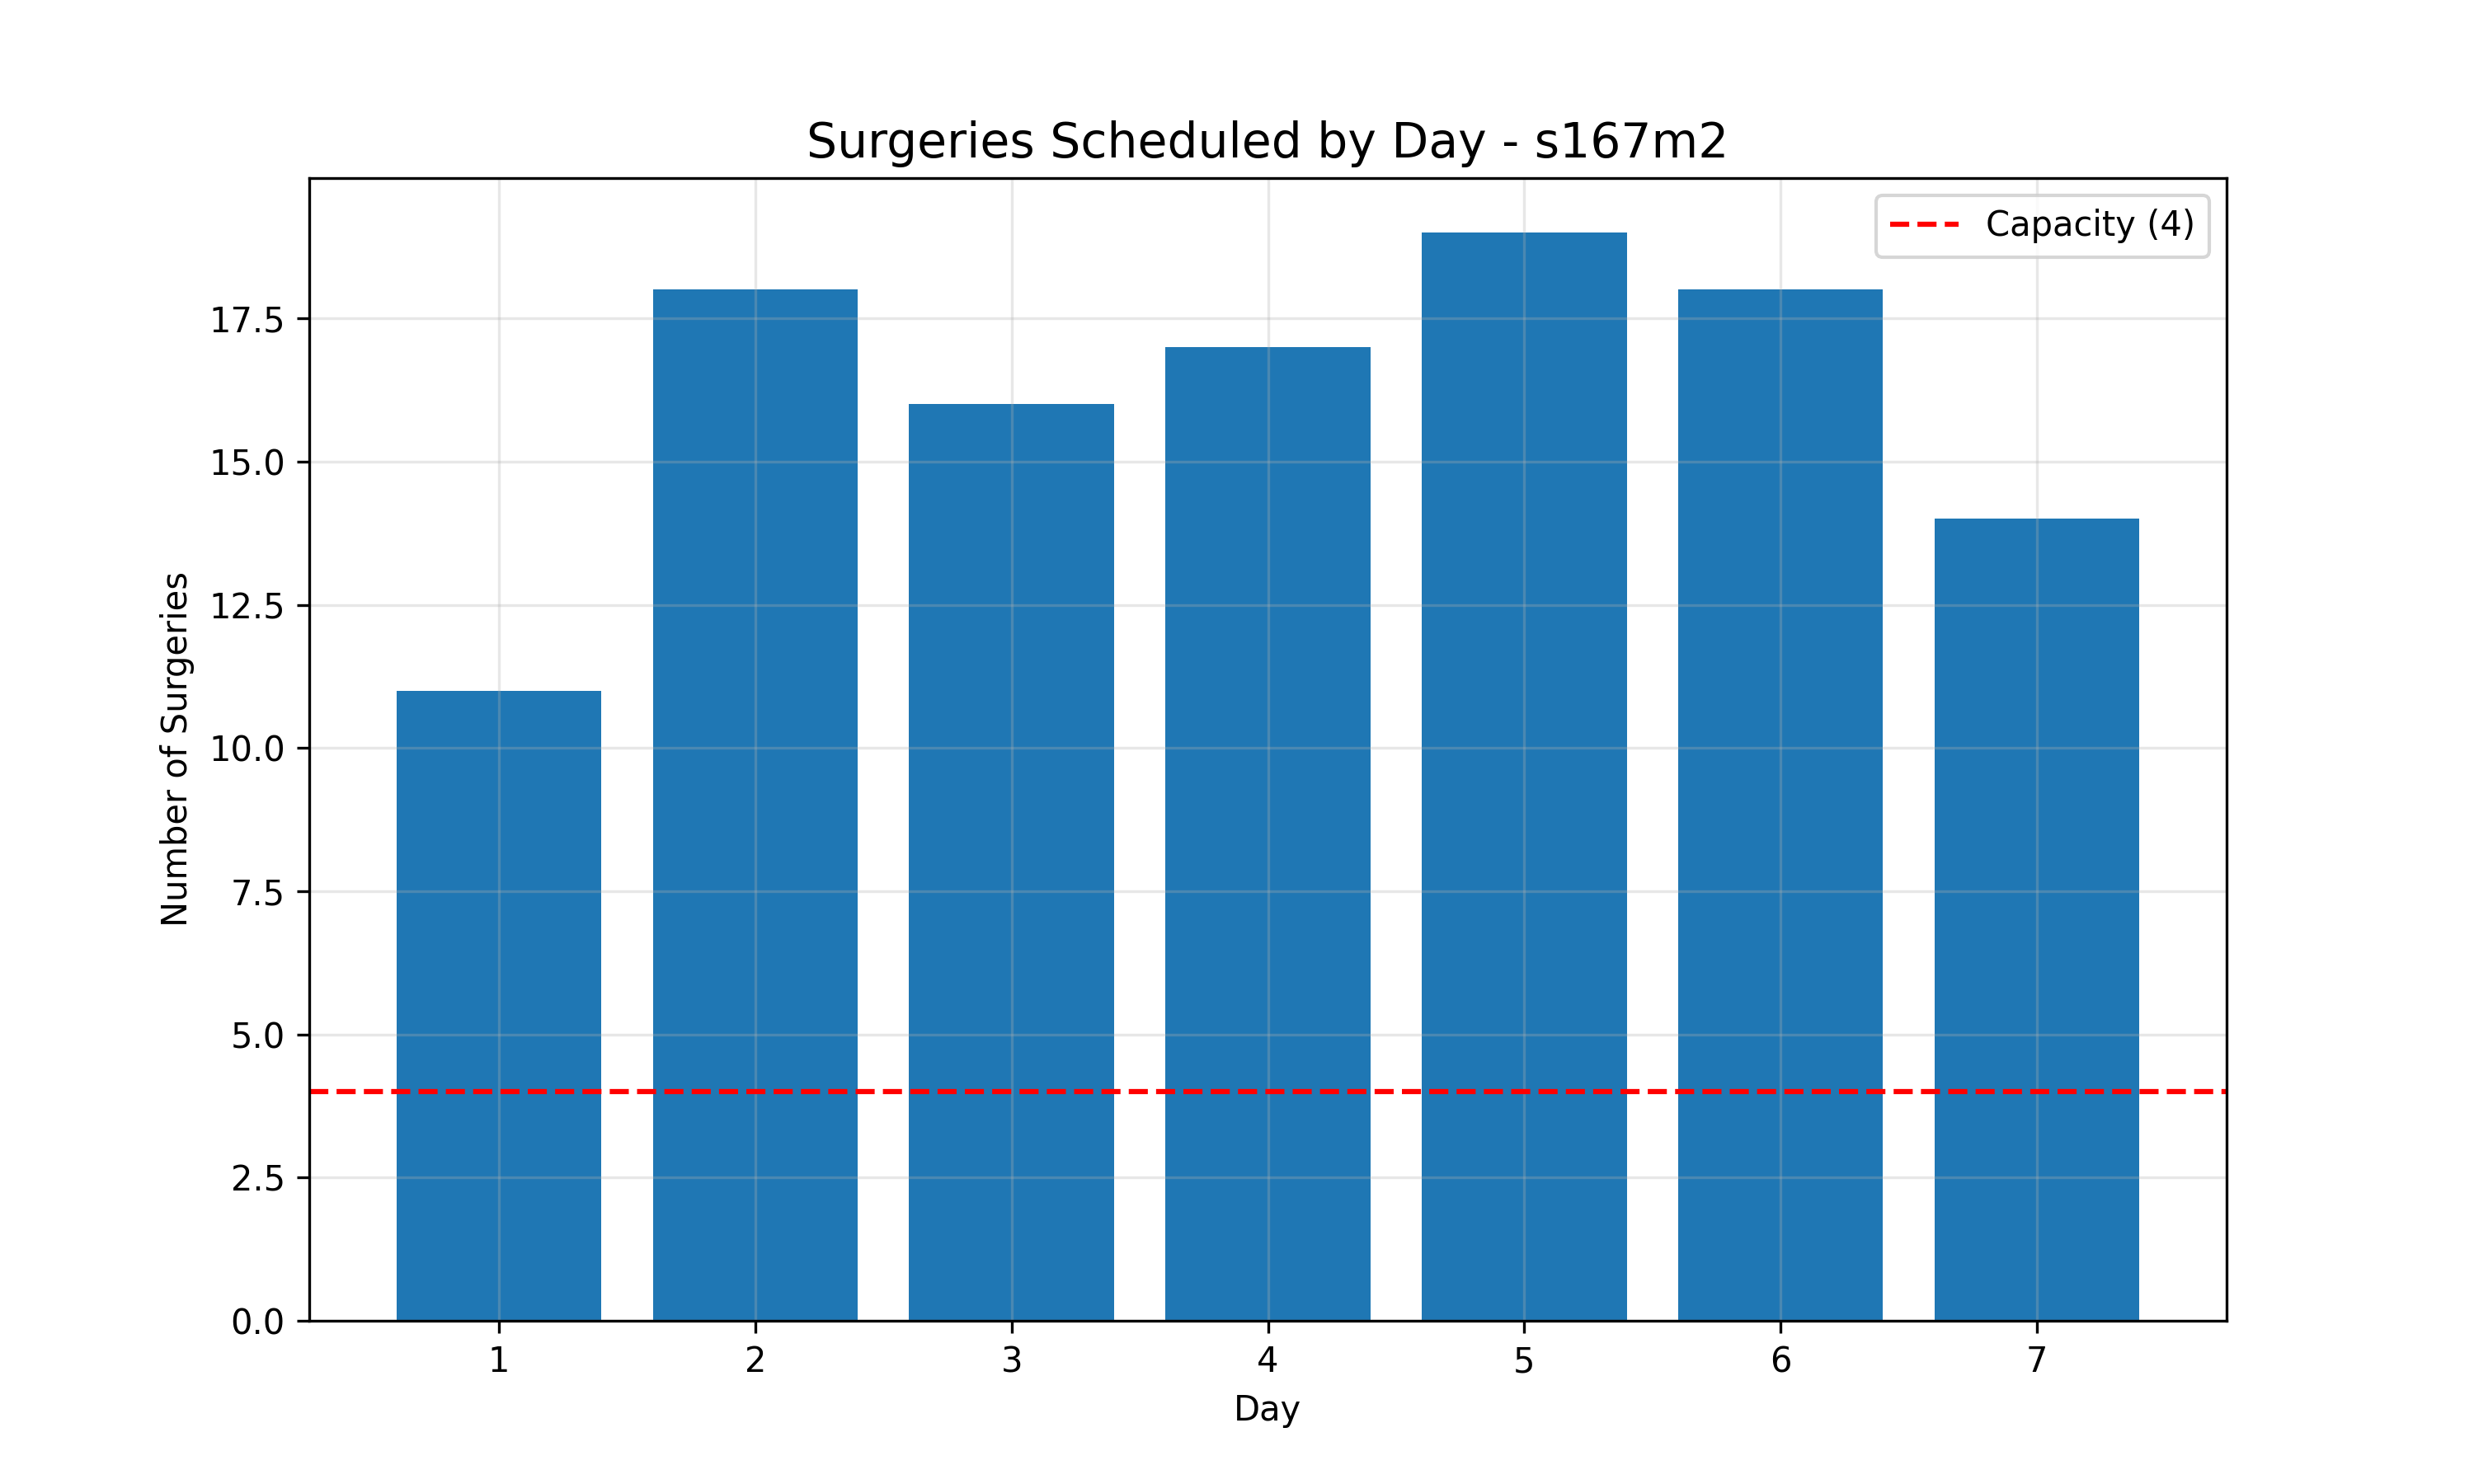 Surgeries Scheduled by Day - s167m2
Capacity (4)
Number of Surgeries
17.5
15.0
12.5
10.0
7.5
5.0
2.5
0.0
1 2 3 4 5 6 7
Day